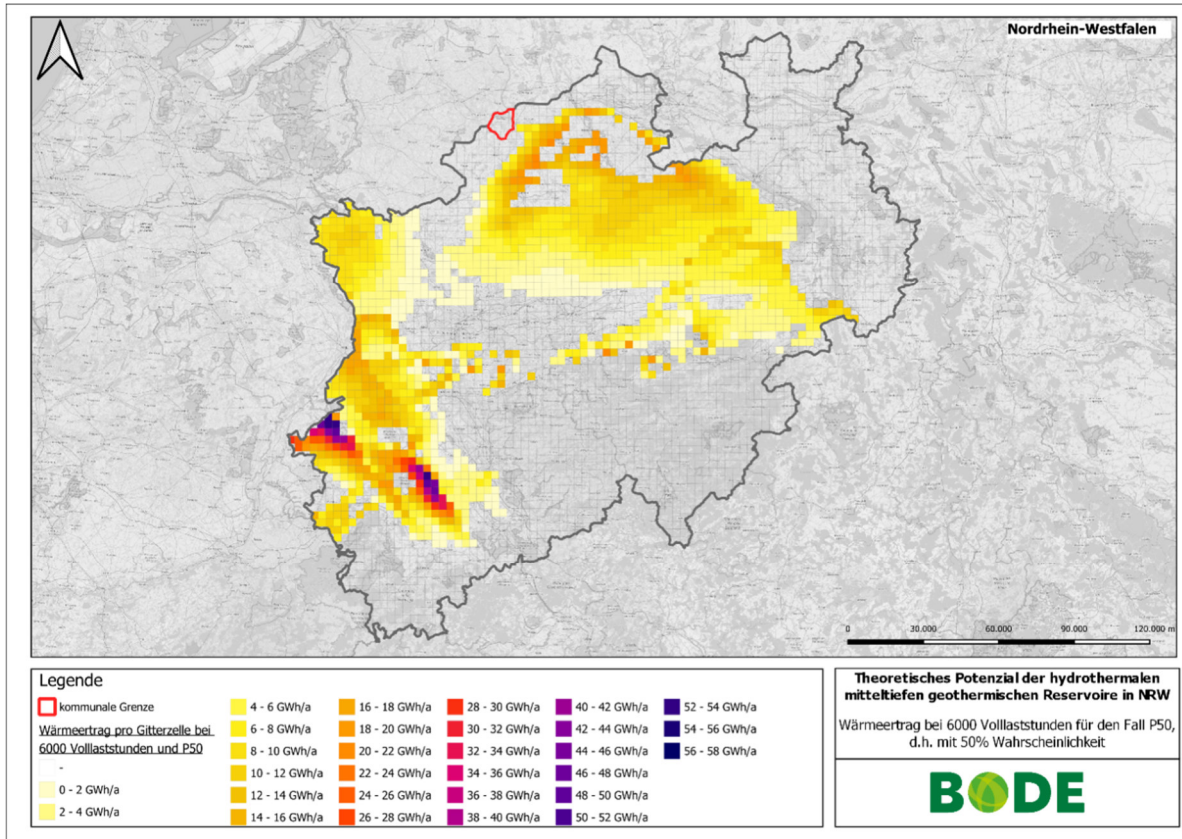 Nordrhein-Westfalen
0 30.000 60.000 90.000 120.000 m
Legende
kommunale Grenze
Wärmeertrag pro Gitterzelle bei
6000 Volllaststunden und P50
-
0 - 2 GWh/a
2 - 4 GWh/a
4 - 6 GWh/a
6 - 8 GWh/a
8 - 10 GWh/a
10 - 12 GWh/a
12 - 14 GWh/a
14 - 16 GWh/a
16 - 18 GWh/a
18 - 20 GWh/a
20 - 22 GWh/a
22 - 24 GWh/a
24 - 26 GWh/a
26 - 28 GWh/a
28 - 30 GWh/a
30 - 32 GWh/a
32 - 34 GWh/a
34 - 36 GWh/a
36 - 38 GWh/a
38 - 40 GWh/a
40 - 42 GWh/a
42 - 44 GWh/a
44 - 46 GWh/a
46 - 48 GWh/a
48 - 50 GWh/a
50 - 52 GWh/a
52 - 54 GWh/a
54 - 56 GWh/a
56 - 58 GWh/a
Theoretisches Potenzial der hydrothermalen
mitteltiefen geothermischen Reservoire in NRW
Wärmeertrag bei 6000 Volllaststunden für den Fall P50,
d.h. mit 50% Wahrscheinlichkeit
BODE